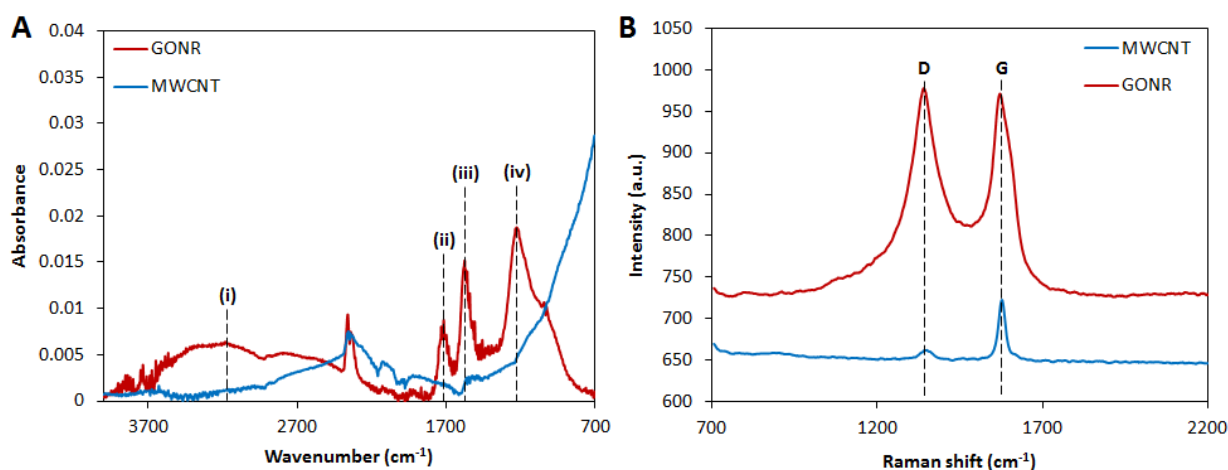 A
GONR
MWCNT
Absorbance
0.04
0.035
0.03
0.025
0.02
0.015
0.01
0.005
0
(i)
(ii)
(iii)
(iv)
3700
2700
1700
700
Wavenumber (cm-1)
B
MWCNT
GONR
Intensity (a.u.)
1050
1000
950
900
850
800
750
700
650
600
D
G
700
1200
1700
2200
Raman shift (cm-1)